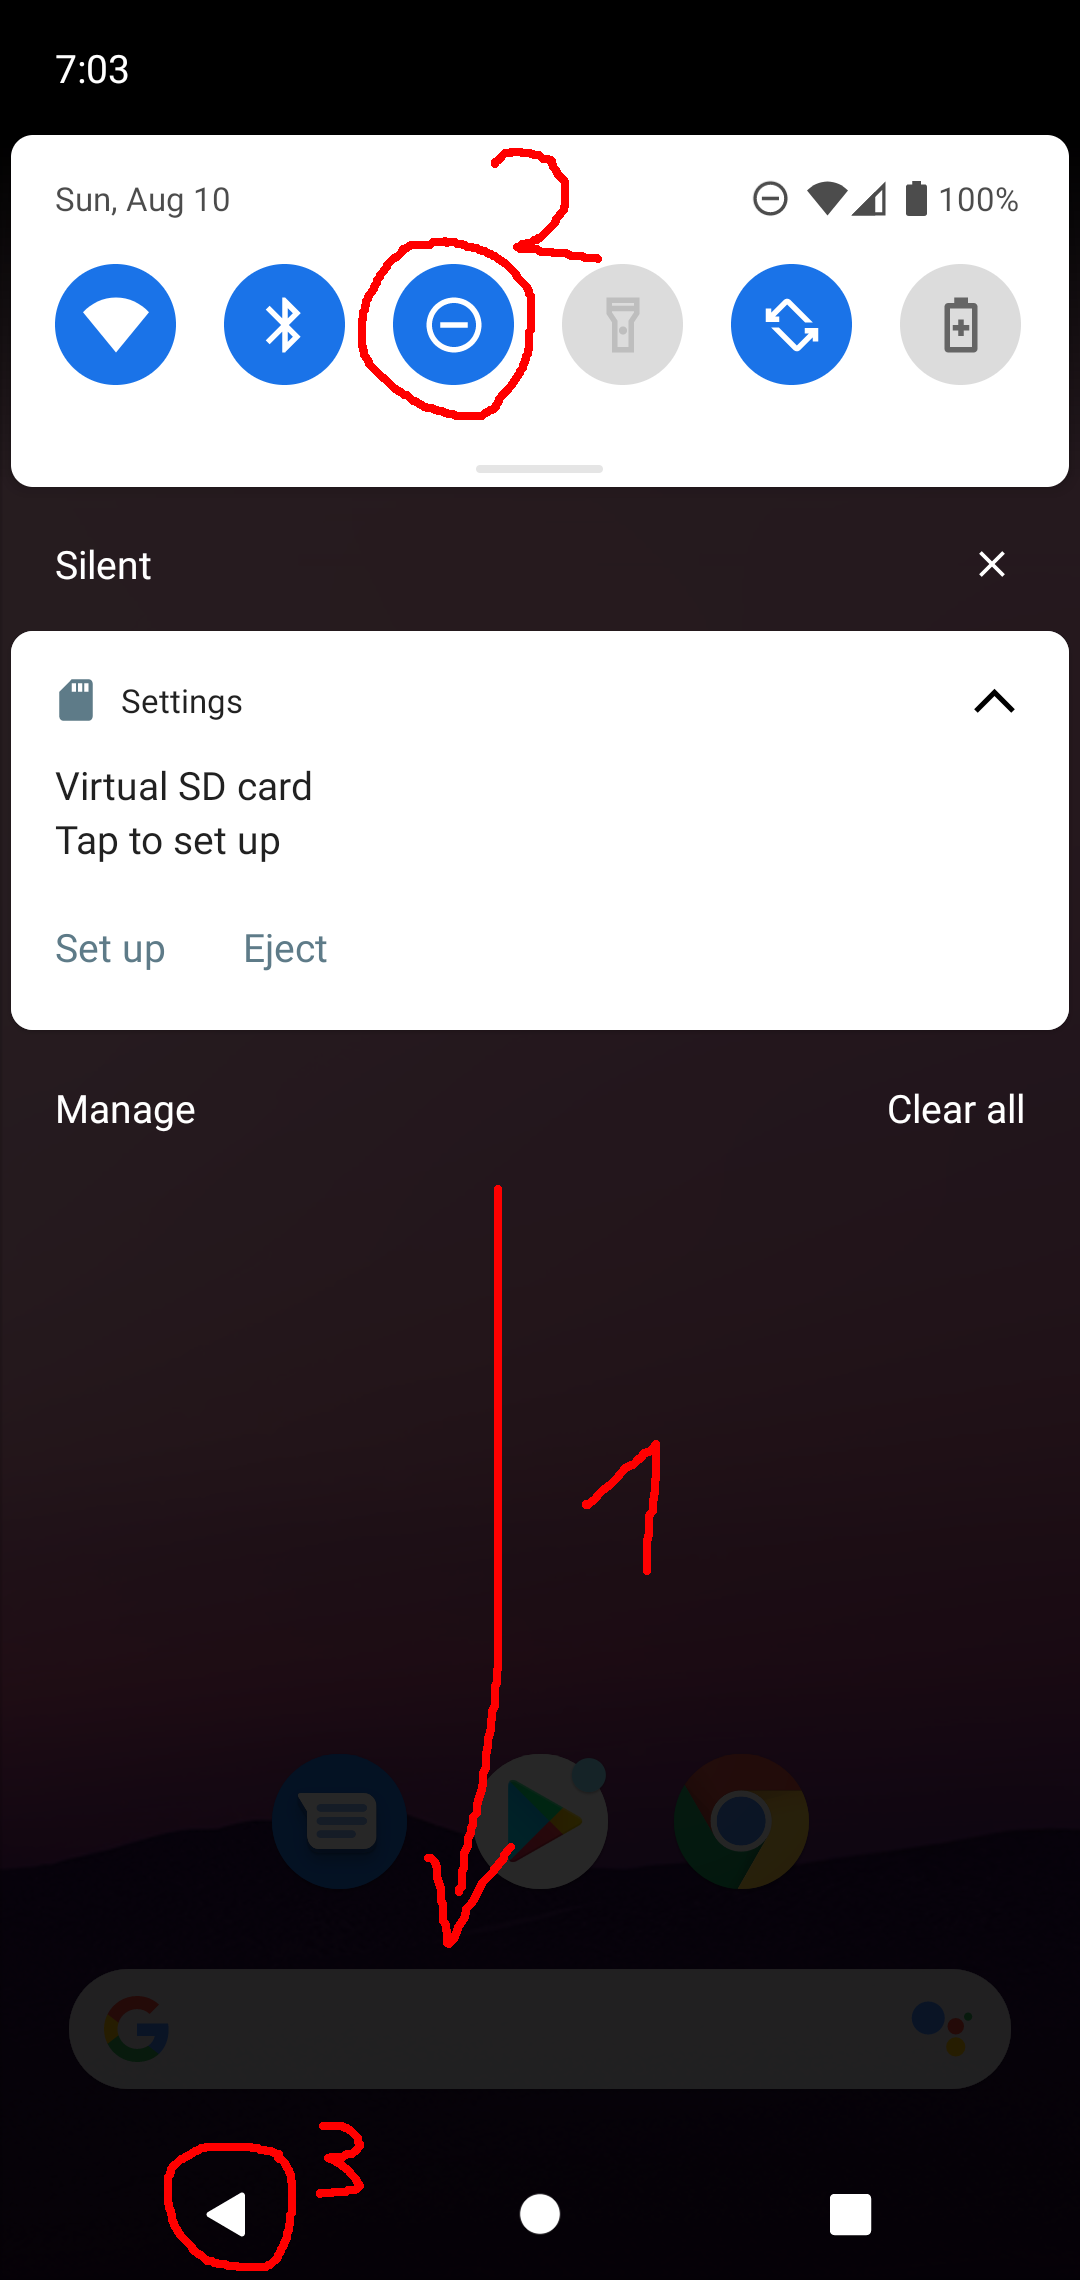 7:03
2
Sun, Aug 10 100%
Silent
Settings
Virtual SD card
Tap to set up
Set up Eject
Manage Clear all
1
3